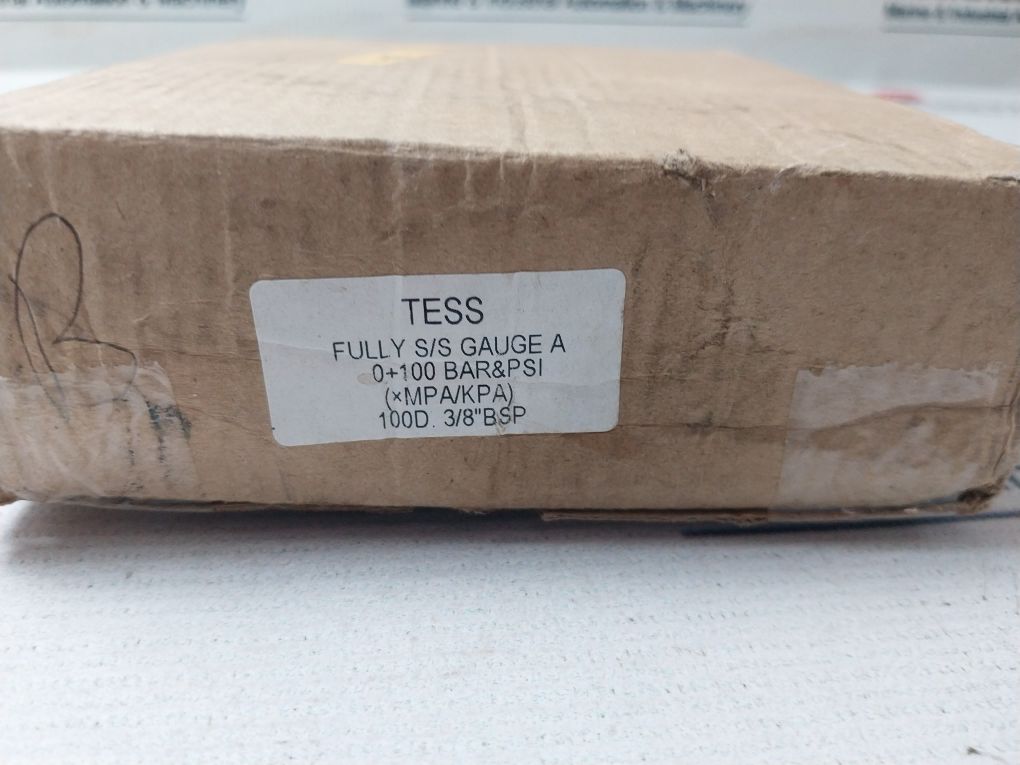 TESS
FULLY S/S GAUGE A
0+100 BAR&PSI
(×MPA/KPA)
100D. 3/8"BSP